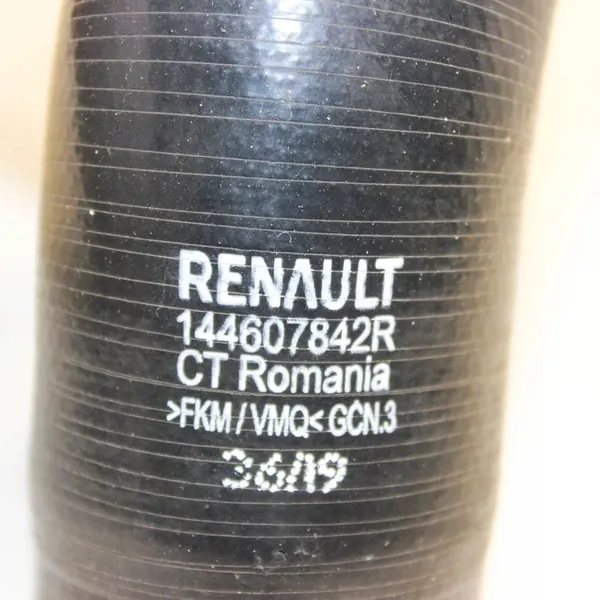 RENAULT
144607842R
CT Romania
>FKM / VMQ< GCN.3
36/19